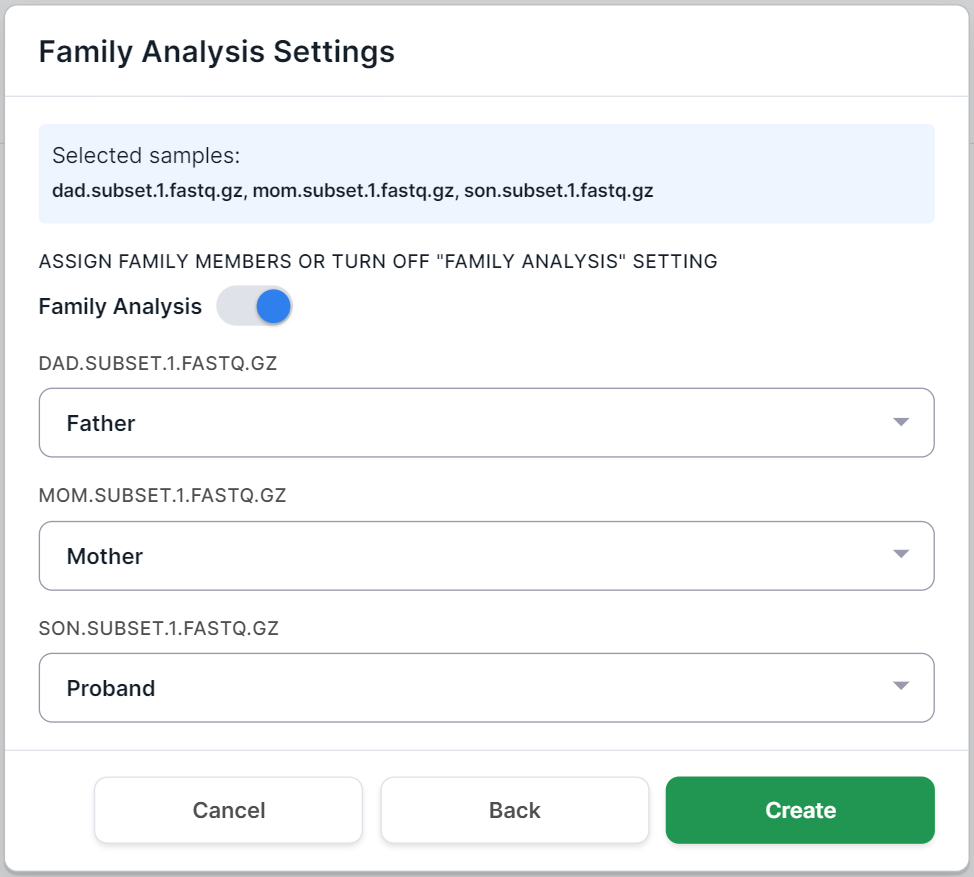 Family Analysis Settings
Selected samples:
dad.subset.1.fastq.gz, mom.subset.1.fastq.gz, son.subset.1.fastq.gz
ASSIGN FAMILY MEMBERS OR TURN OFF "FAMILY ANALYSIS" SETTING
Family Analysis
DAD.SUBSET.1.FASTQ.GZ
Father
MOM.SUBSET.1.FASTQ.GZ
Mother
SON.SUBSET.1.FASTQ.GZ
Proband
Cancel Back Create